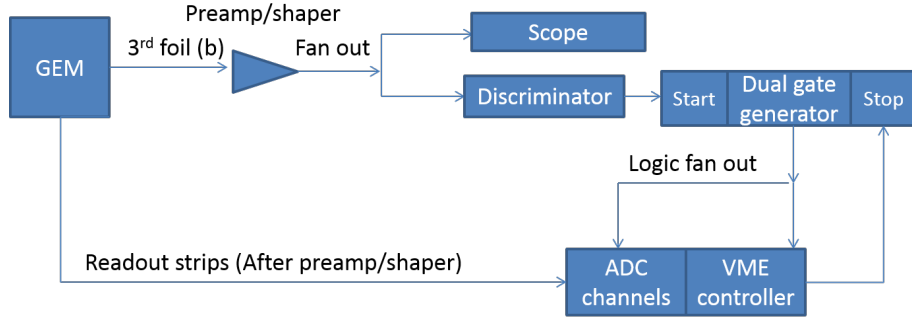 Preamp/shaper
GEM
3rd foil (b)
Fan out
Scope
Discriminator
Start
Dual gate
generator
Stop
Logic fan out
Readout strips (After preamp/shaper)
ADC
channels
VME
controller